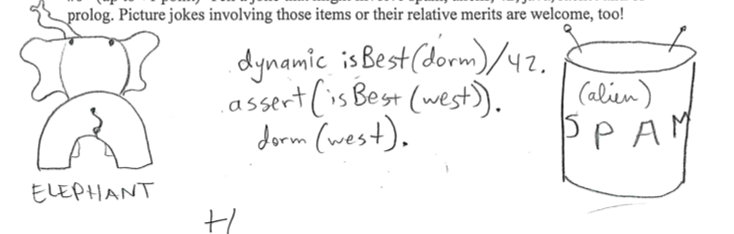 prolog. Picture jokes involving those items or their relative merits are welcome, too!
dynamic isBest(dorm)/42.
assert(isBest(west)).
dorm(west).
(alien)
SPAM
ELEPHANT